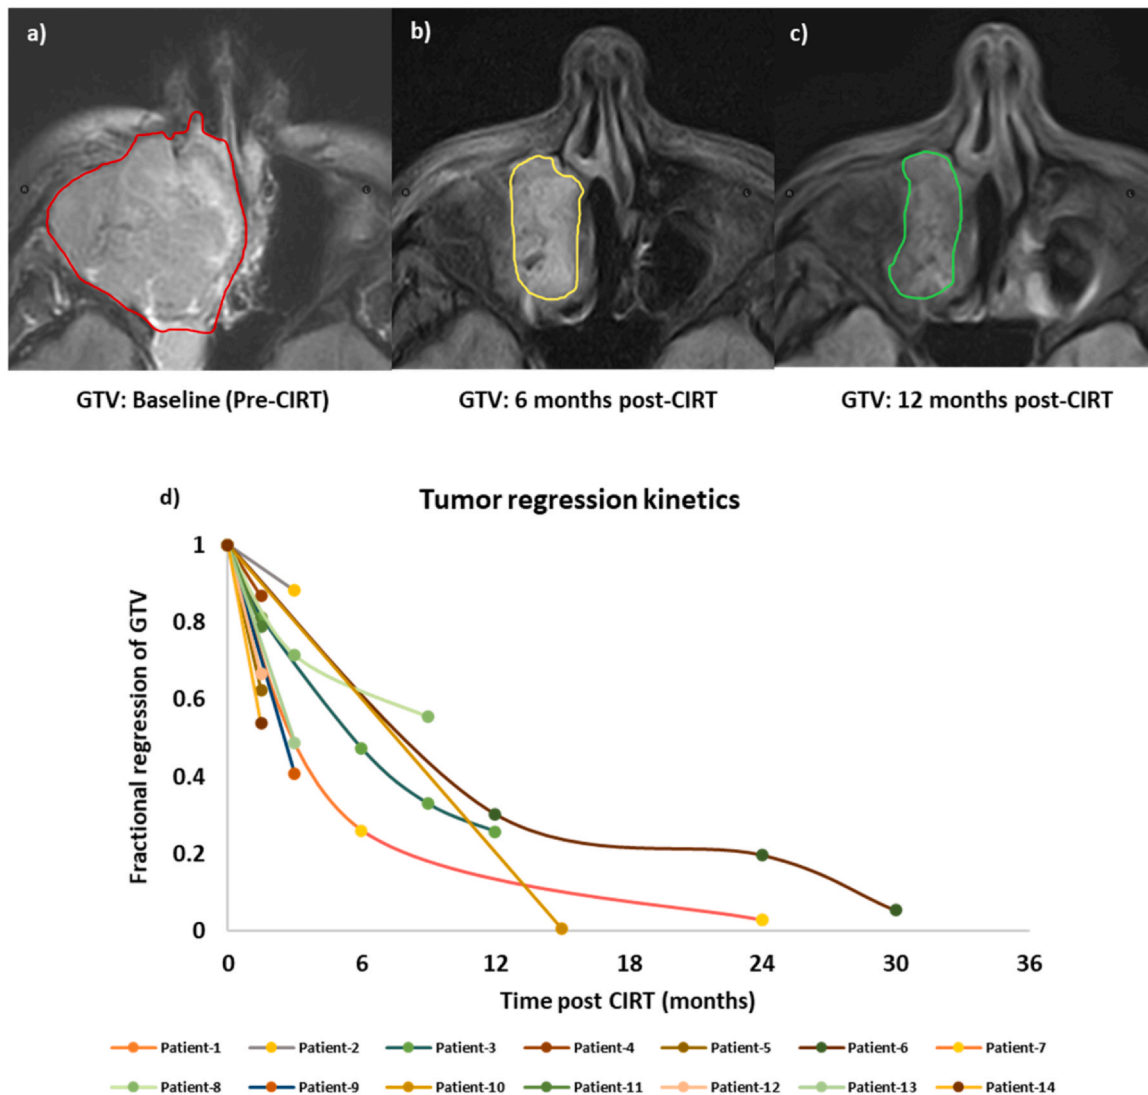 a)
b)
c)
R
L
R
L
R
L
GTV: Baseline (Pre-CIRT)
GTV: 6 months post-CIRT
GTV: 12 months post-CIRT
d)
Tumor regression kinetics
Fractional regression of GTV
1
0.8
0.6
0.4
0.2
0
0 6 12 18 24 30 36
Time post CIRT (months)
Patient-1 Patient-2 Patient-3 Patient-4 Patient-5 Patient-6 Patient-7
Patient-8 Patient-9 Patient-10 Patient-11 Patient-12 Patient-13 Patient-14